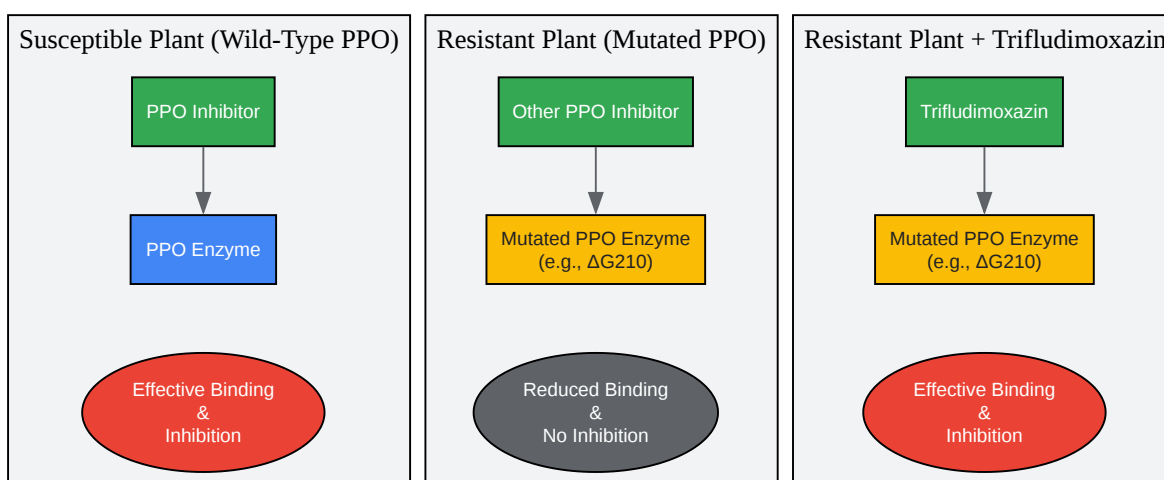 Susceptible Plant (Wild-Type PPO)
PPO Inhibitor
PPO Enzyme
Effective Binding
&
Inhibition
Resistant Plant (Mutated PPO)
Other PPO Inhibitor
Mutated PPO Enzyme
(e.g., ΔG210)
Reduced Binding
&
No Inhibition
Resistant Plant + Trifludimoxazin
Trifludimoxazin
Mutated PPO Enzyme
(e.g., ΔG210)
Effective Binding
&
Inhibition